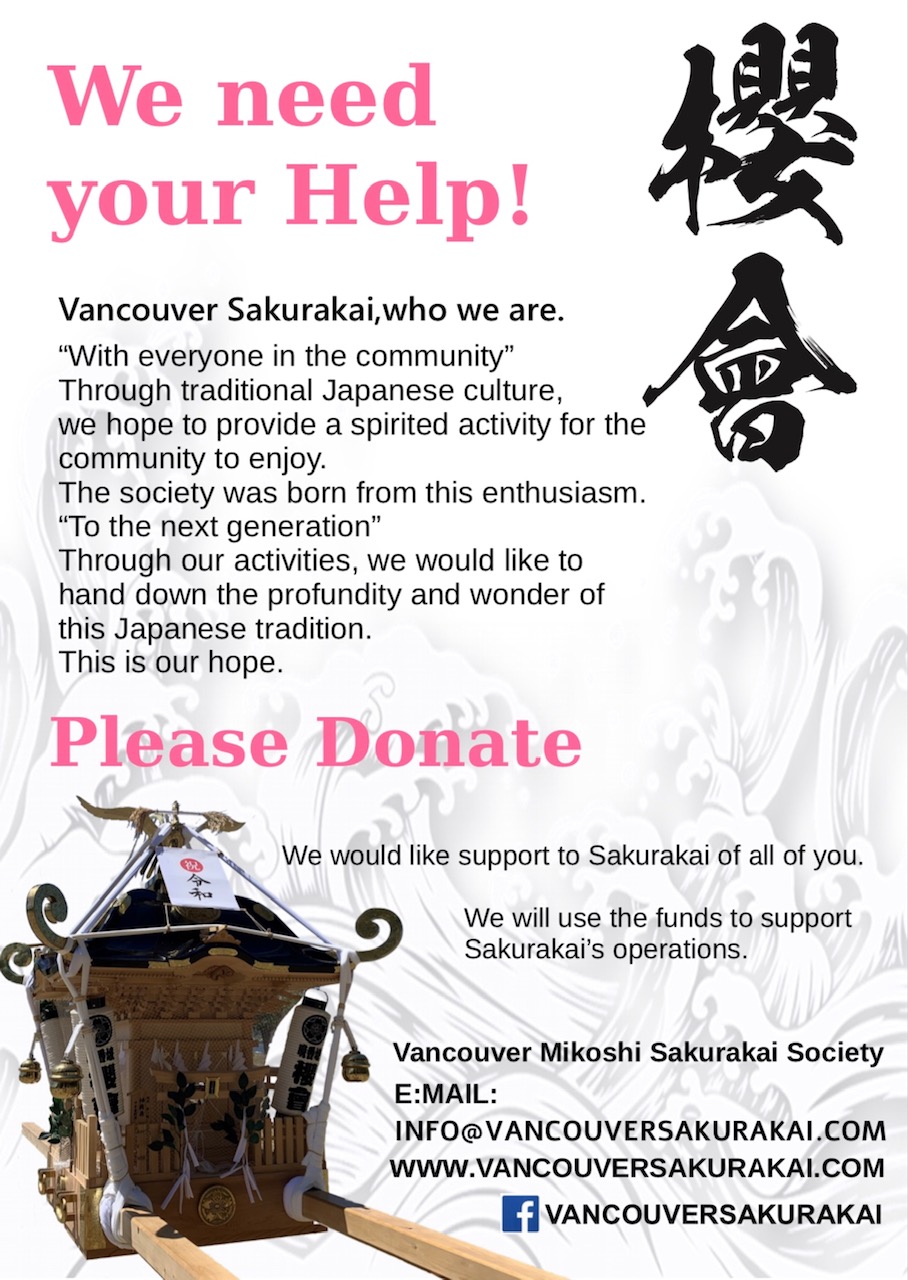 We need
your Help!
櫻
會
Vancouver Sakurakai,who we are.
“With everyone in the community”
Through traditional Japanese culture,
we hope to provide a spirited activity for the
community to enjoy.
The society was born from this enthusiasm.
“To the next generation”
Through our activities, we would like to
hand down the profundity and wonder of
this Japanese tradition.
This is our hope.
Please Donate
祝
令和
We would like support to Sakurakai of all of you.
We will use the funds to support
Sakurakai’s operations.
Vancouver Mikoshi Sakurakai Society
E:MAIL:
INFO@VANCOUVERSAKURAKAI.COM
WWW.VANCOUVERSAKURAKAI.COM
VANCOUVERSAKURAKAI